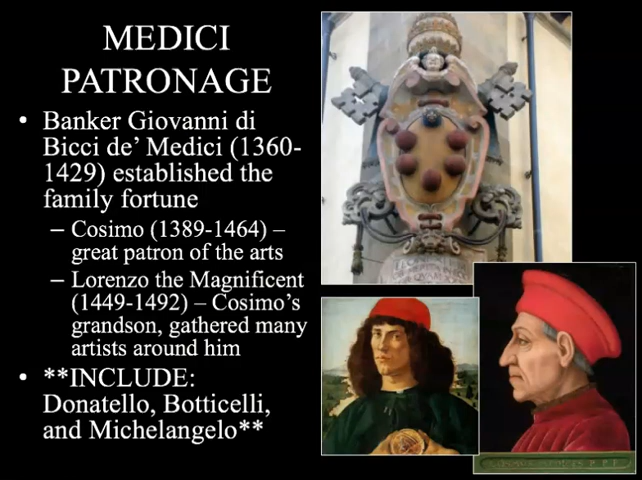 MEDICI
PATRONAGE
• Banker Giovanni di
Bicci de’ Medici (1360-
1429) established the
family fortune
– Cosimo (1389-1464) –
great patron of the arts
– Lorenzo the Magnificent
(1449-1492) – Cosimo’s
grandson, gathered many
artists around him
• **INCLUDE:
Donatello, Botticelli,
and Michelangelo**